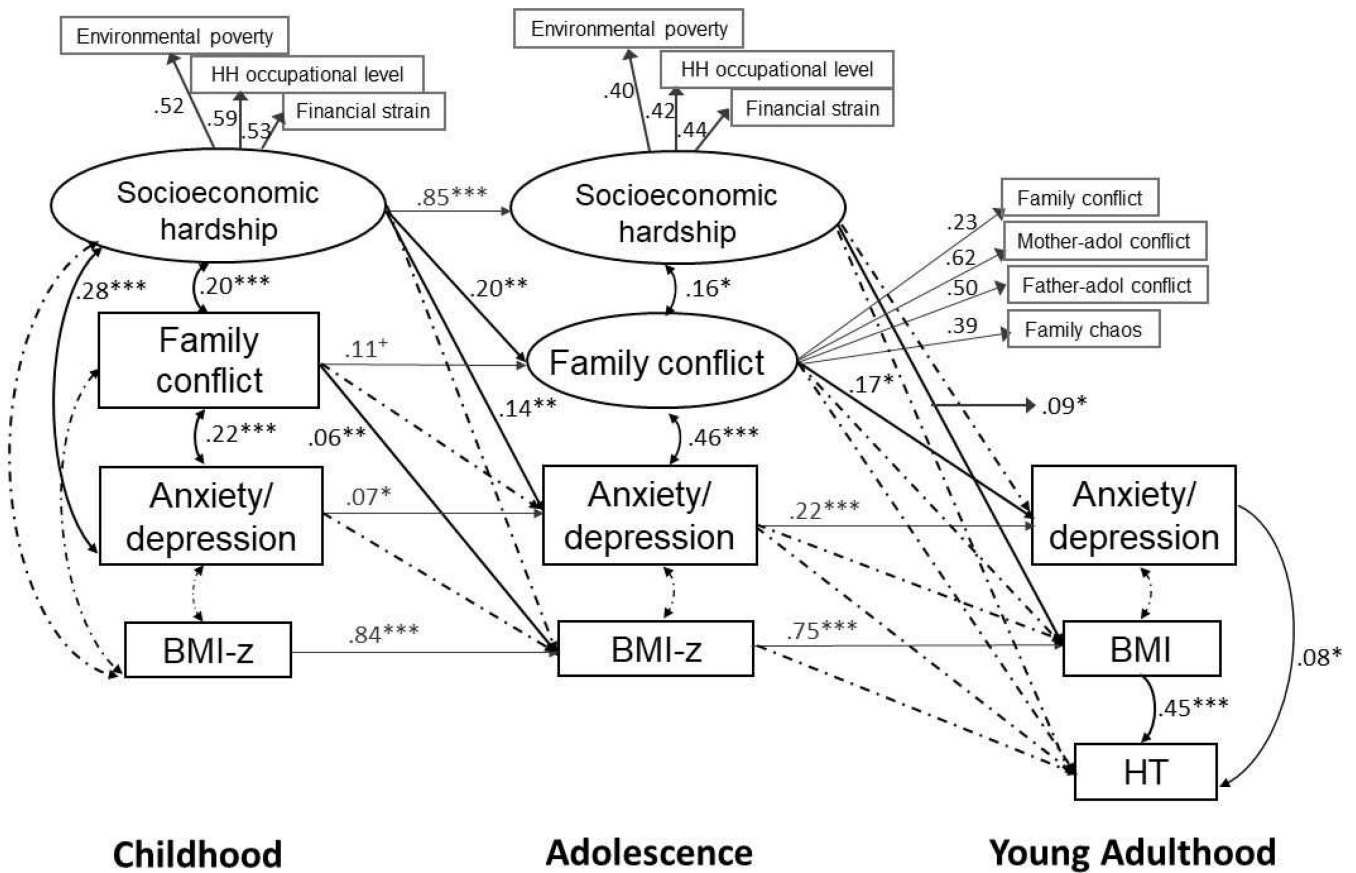 Environmental poverty
HH occupational level
Financial strain
.52
.59
.53
Environmental poverty
HH occupational level
Financial strain
.40
.42
.44
Socioeconomic
hardship
.85***
Socioeconomic
hardship
Family conflict
Mother-adol conflict
Father-adol conflict
Family chaos
.23
.62
.50
.39
.28***
.20***
.20**
.16*
Family
conflict
.11+
Family conflict
.17*
.09*
.22***
.06**
.14**
.46***
Anxiety/
depression
.07*
Anxiety/
depression
.22***
Anxiety/
depression
BMI-z
.84***
BMI-z
.75***
BMI
.08*
.45***
HT
Childhood
Adolescence
Young Adulthood